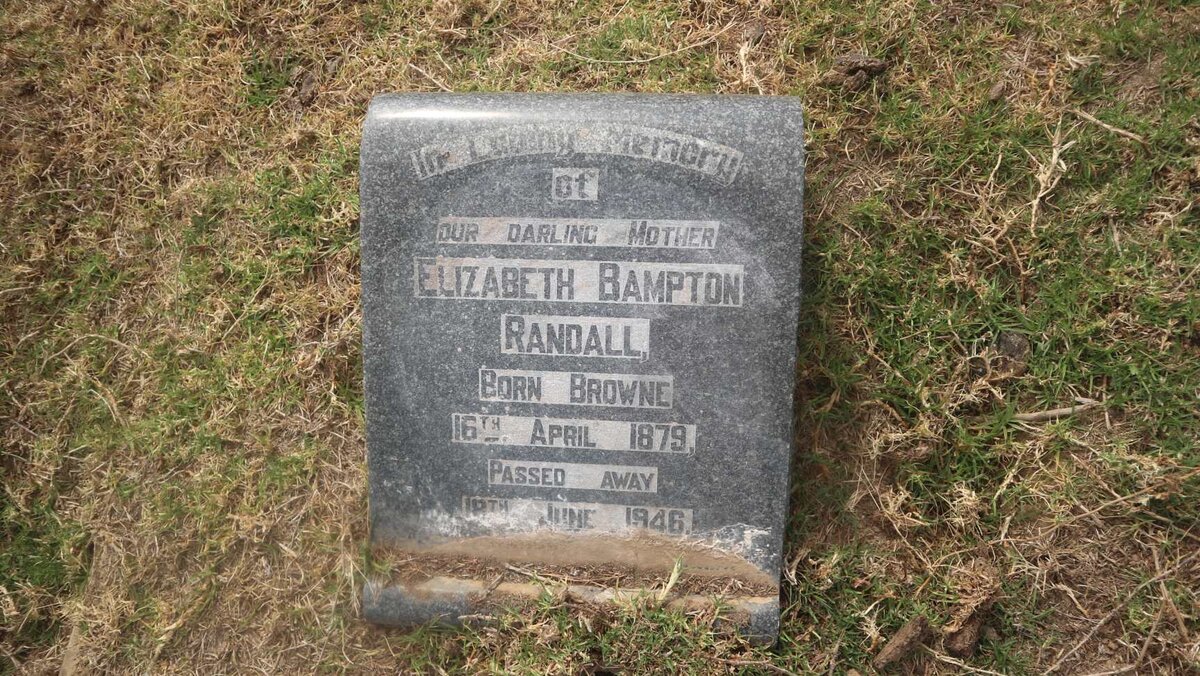 In Loving Memory
of
OUR DARLING MOTHER
ELIZABETH BAMPTON
RANDALL,
BORN BROWNE
16TH. APRIL 1879,
PASSED AWAY
JUNE 1946.